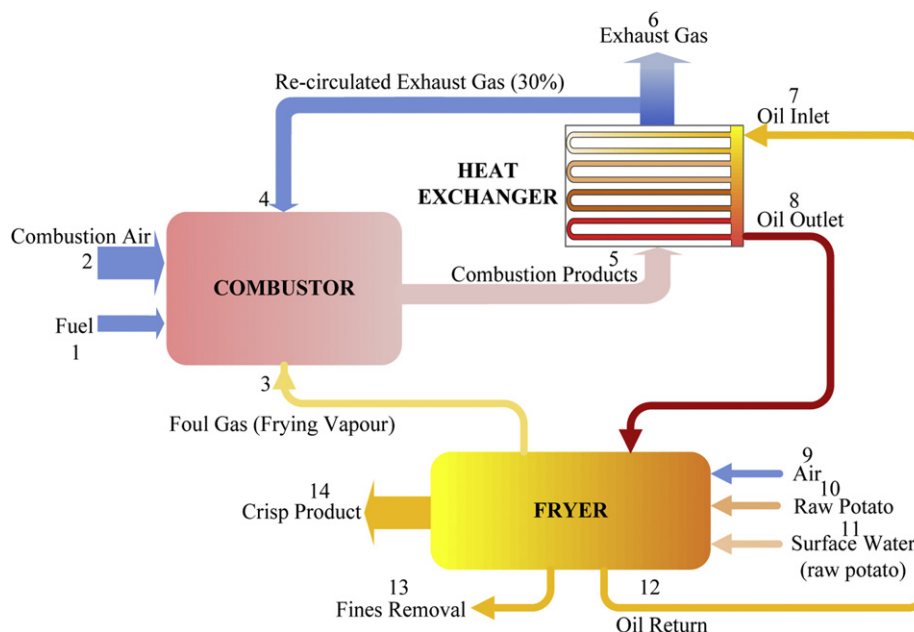 6
Exhaust Gas
Re-circulated Exhaust Gas (30%)
7
Oil Inlet
HEAT
EXCHANGER
8
Oil Outlet
4
Combustion Air
2
COMBUSTOR
5
Combustion Products
Fuel
1
3
Foul Gas (Frying Vapour)
9
Air
14
Crisp Product
FRYER
10
Raw Potato
11
Surface Water
(raw potato)
13
Fines Removal
12
Oil Return